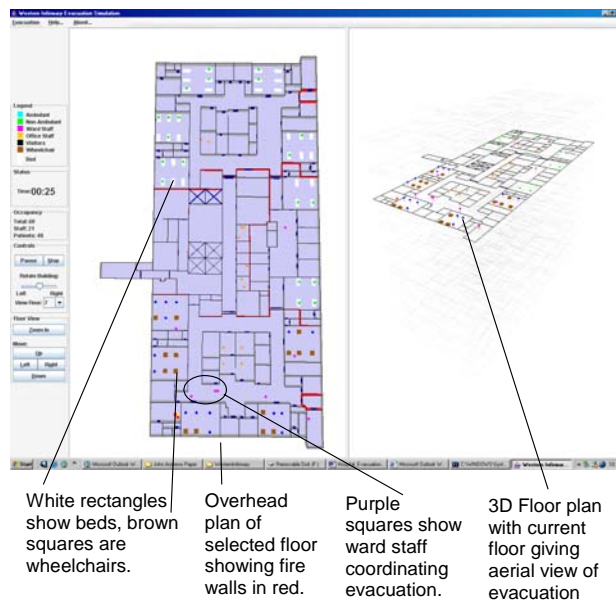 Western Infirmary Evacuation Simulation
Evacuation Help... About...
Legend
Ambulant
Non Ambulant
Ward Staff
Office Staff
Visitors
Wheelchair
Bed
Status
Time: 00:25
Occupancy
Staff: 21
Controls
Pause Stop
Rotate Building:
Left Right
View Floor: 7
Floor View
Zoom In
Move:
Up
Left Right
Down
Start
White rectangles
show beds, brown
squares are
wheelchairs.
Overhead
plan of
selected floor
showing fire
walls in red.
Purple
squares show
ward staff
coordinating
evacuation.
3D Floor plan
with current
floor giving
aerial view of
evacuation